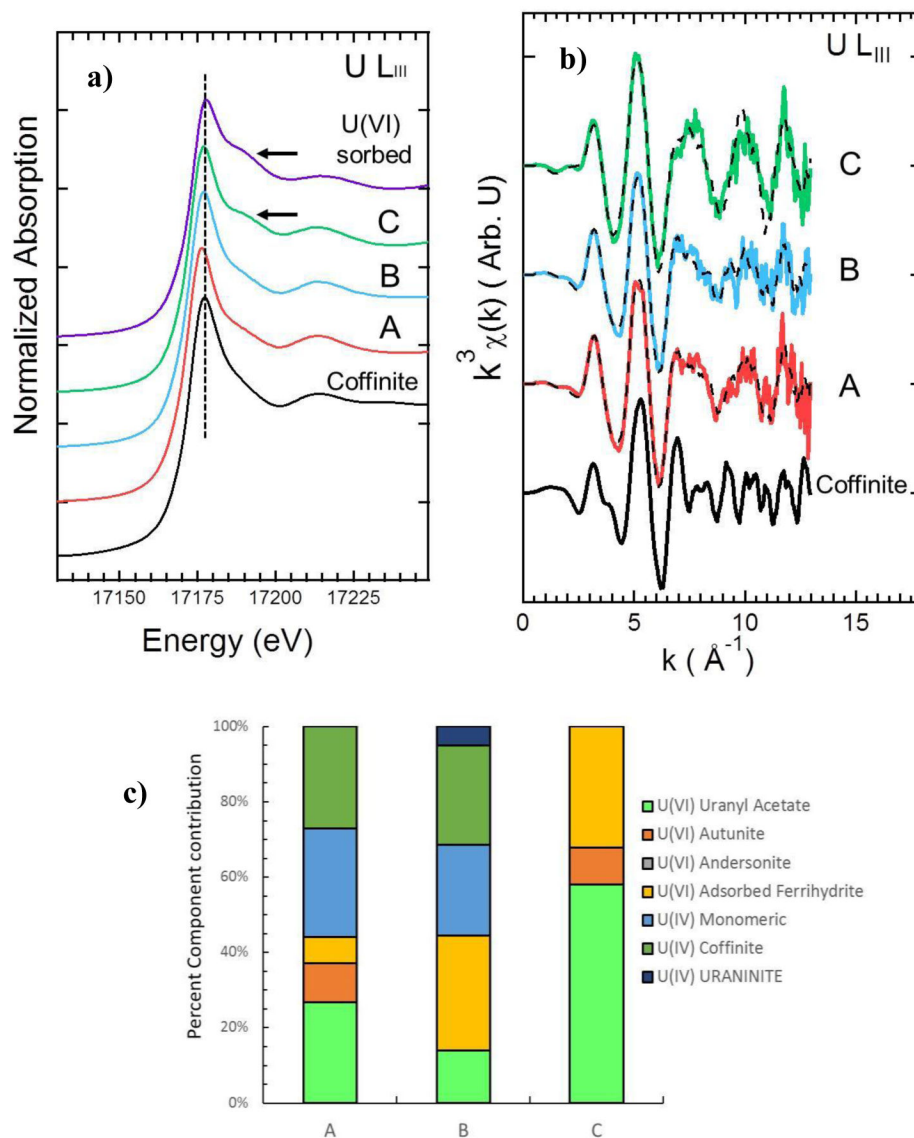 a)
U LIII
U(VI)
sorbed
C
B
A
Coffinite
Normalized Absorption
17150 17175 17200 17225
Energy (eV)
b)
U LIII
C
B
A
Coffinite
k3 χ(k) ( Arb. U)
0 5 10 15
k ( Å-1)
c)
100%
80%
60%
40%
20%
0%
Percent Component contribution
A B C
U(VI) Uranyl Acetate
U(VI) Autunite
U(VI) Andersonite
U(VI) Adsorbed Ferrihydrite
U(IV) Monomeric
U(IV) Coffinite
U(IV) URANINITE